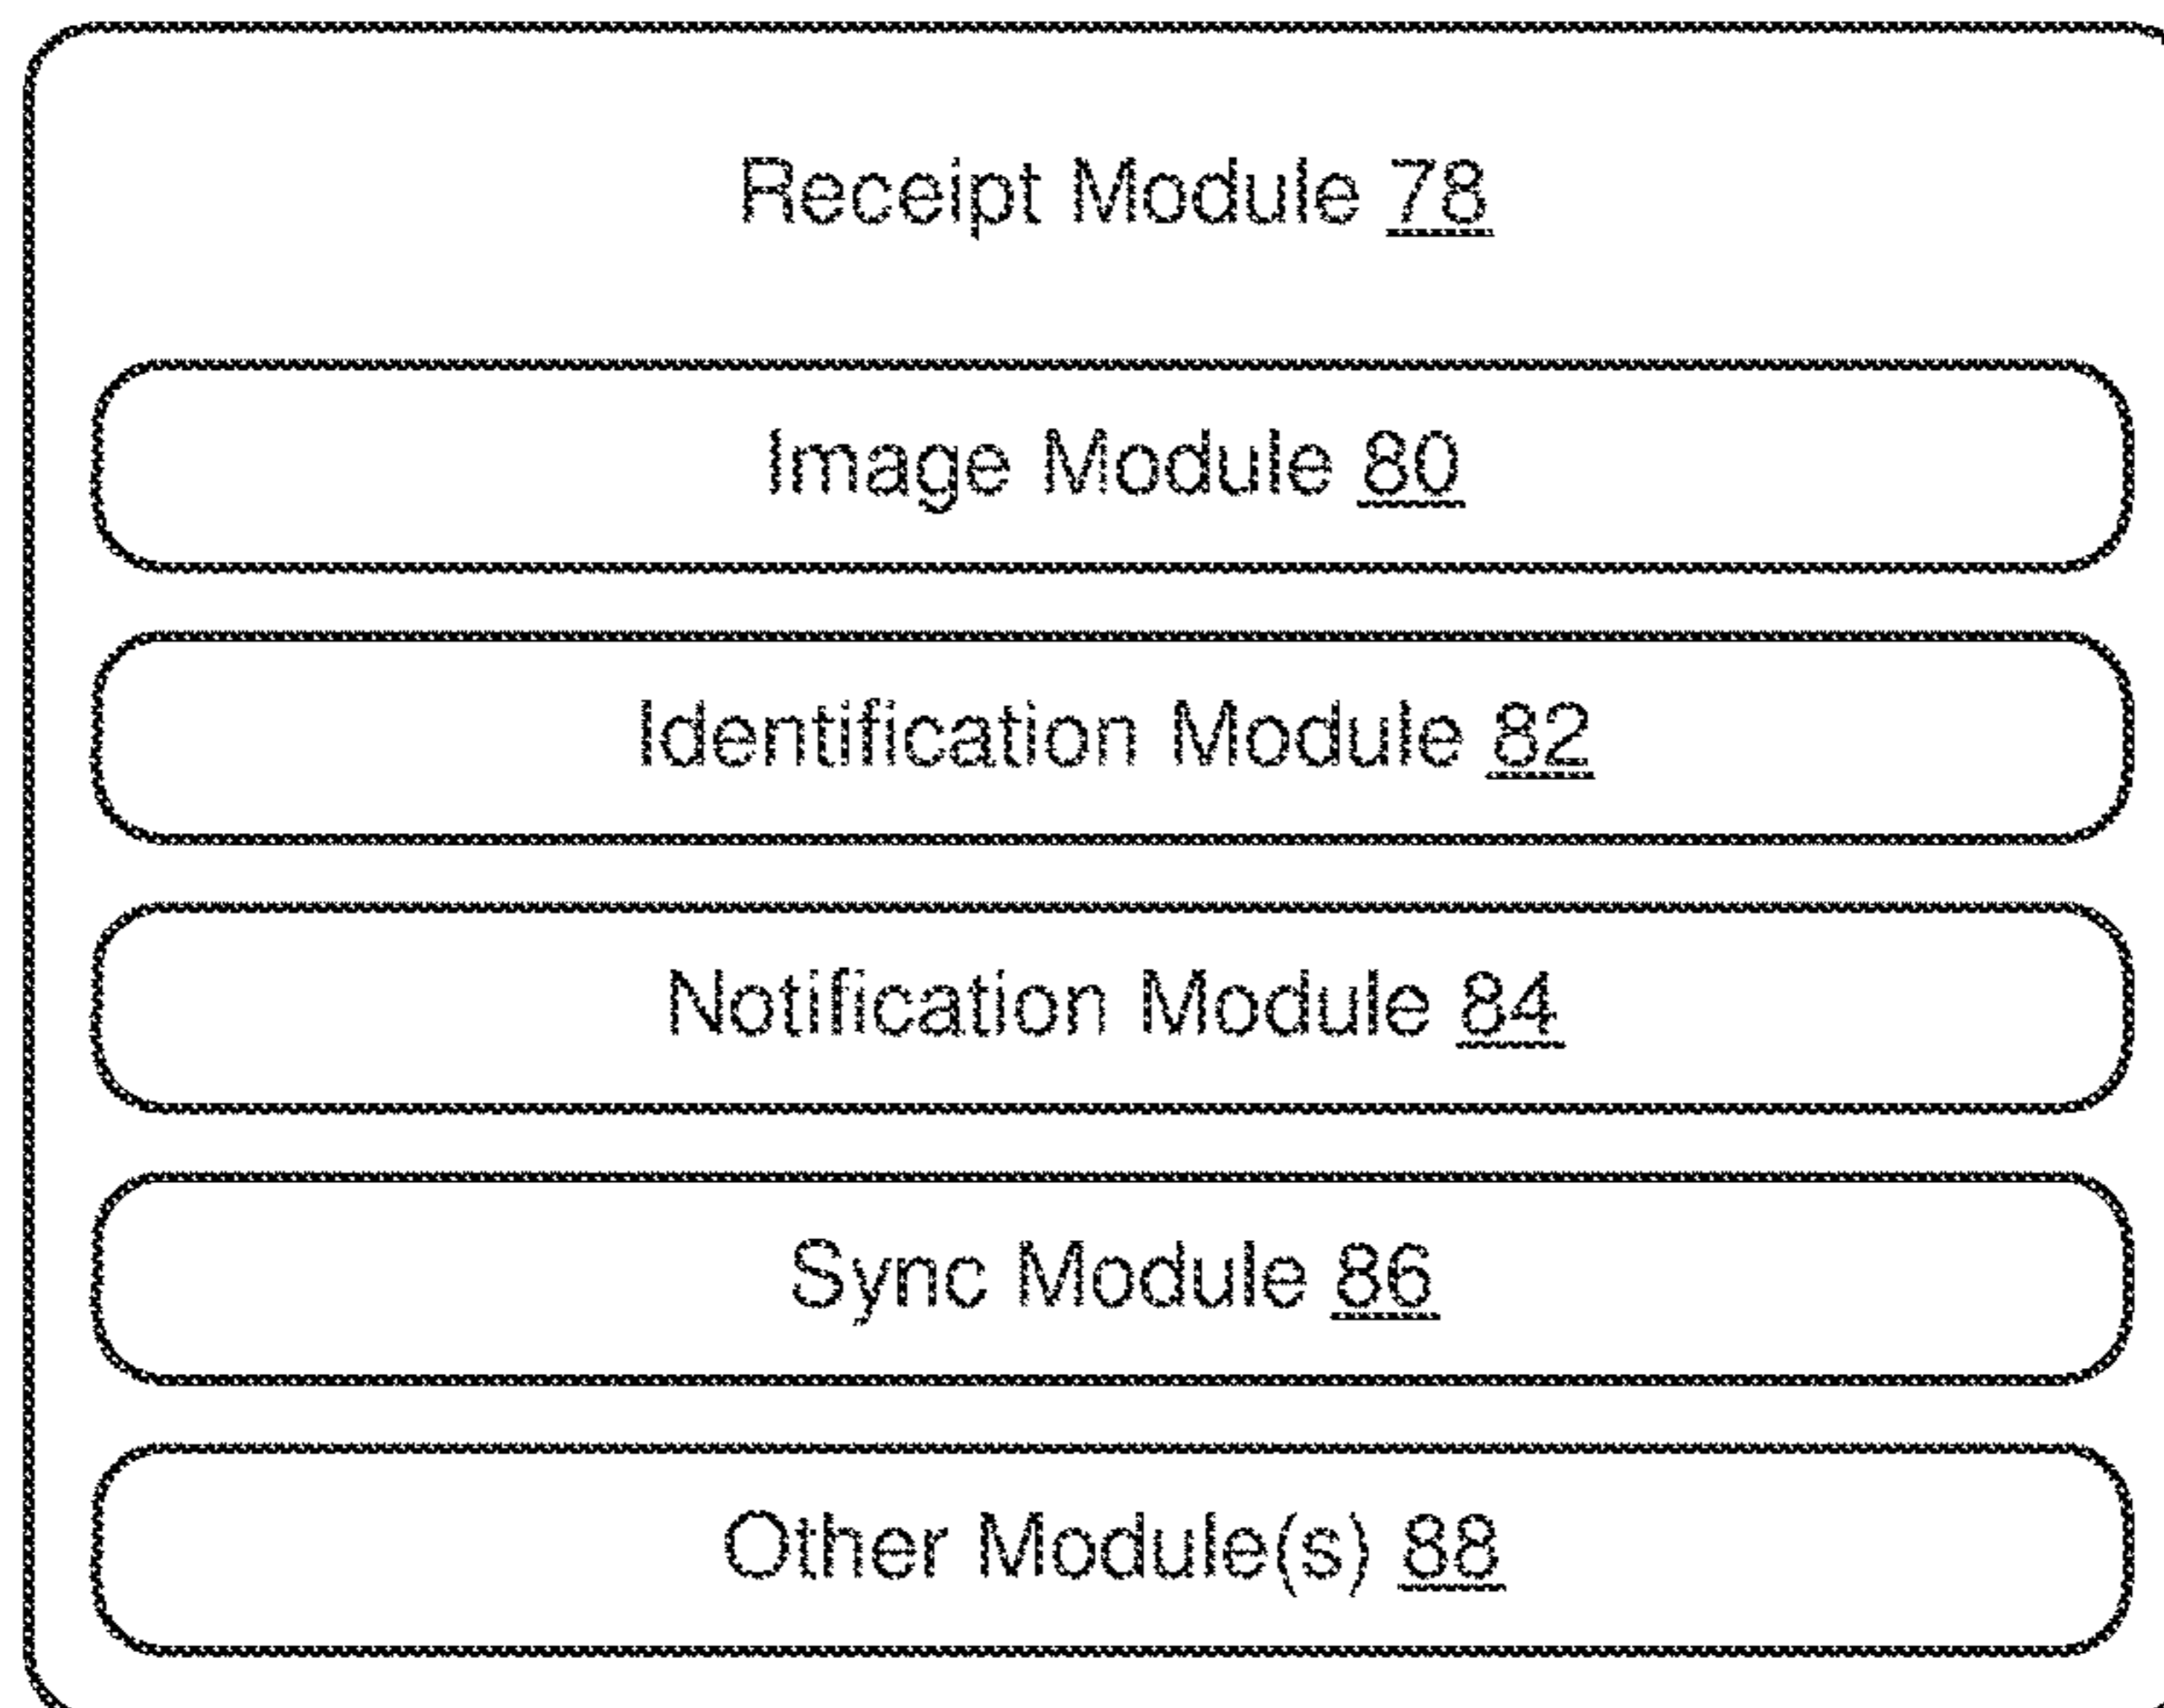 Receipt Module 78
Image Module 80
Identification Module 82
Notification Module 84
Sync Module 86
Other Module(s) 88